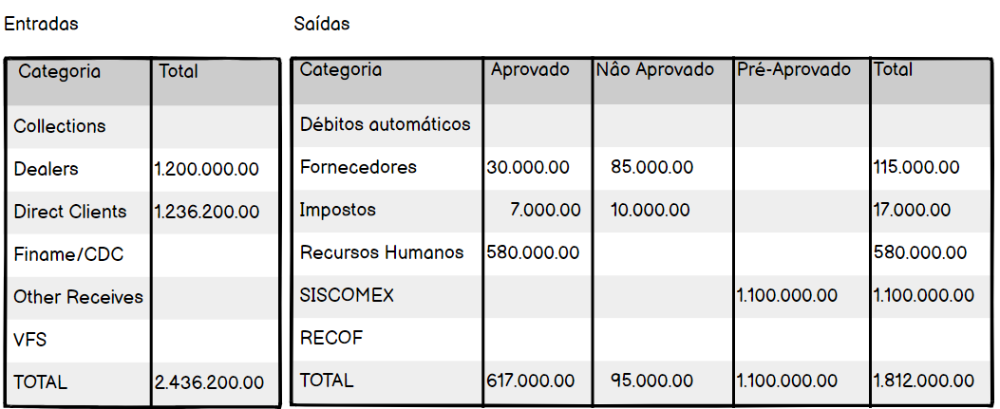 Entradas
Categoria Total
Collections
Dealers 1.200.000.00
Direct Clients 1.236.200.00
Finame/CDC
Other Receives
VFS
TOTAL 2.436.200.00
Saídas
Categoria Aprovado Nâo Aprovado Pré-Aprovado Total
Débitos automáticos
Fornecedores 30.000.00 85.000.00 115.000.00
Impostos 7.000.00 10.000.00 17.000.00
Recursos Humanos 580.000.00 580.000.00
SISCOMEX 1.100.000.00 1.100.000.00
RECOF
TOTAL 617.000.00 95.000.00 1.100.000.00 1.812.000.00